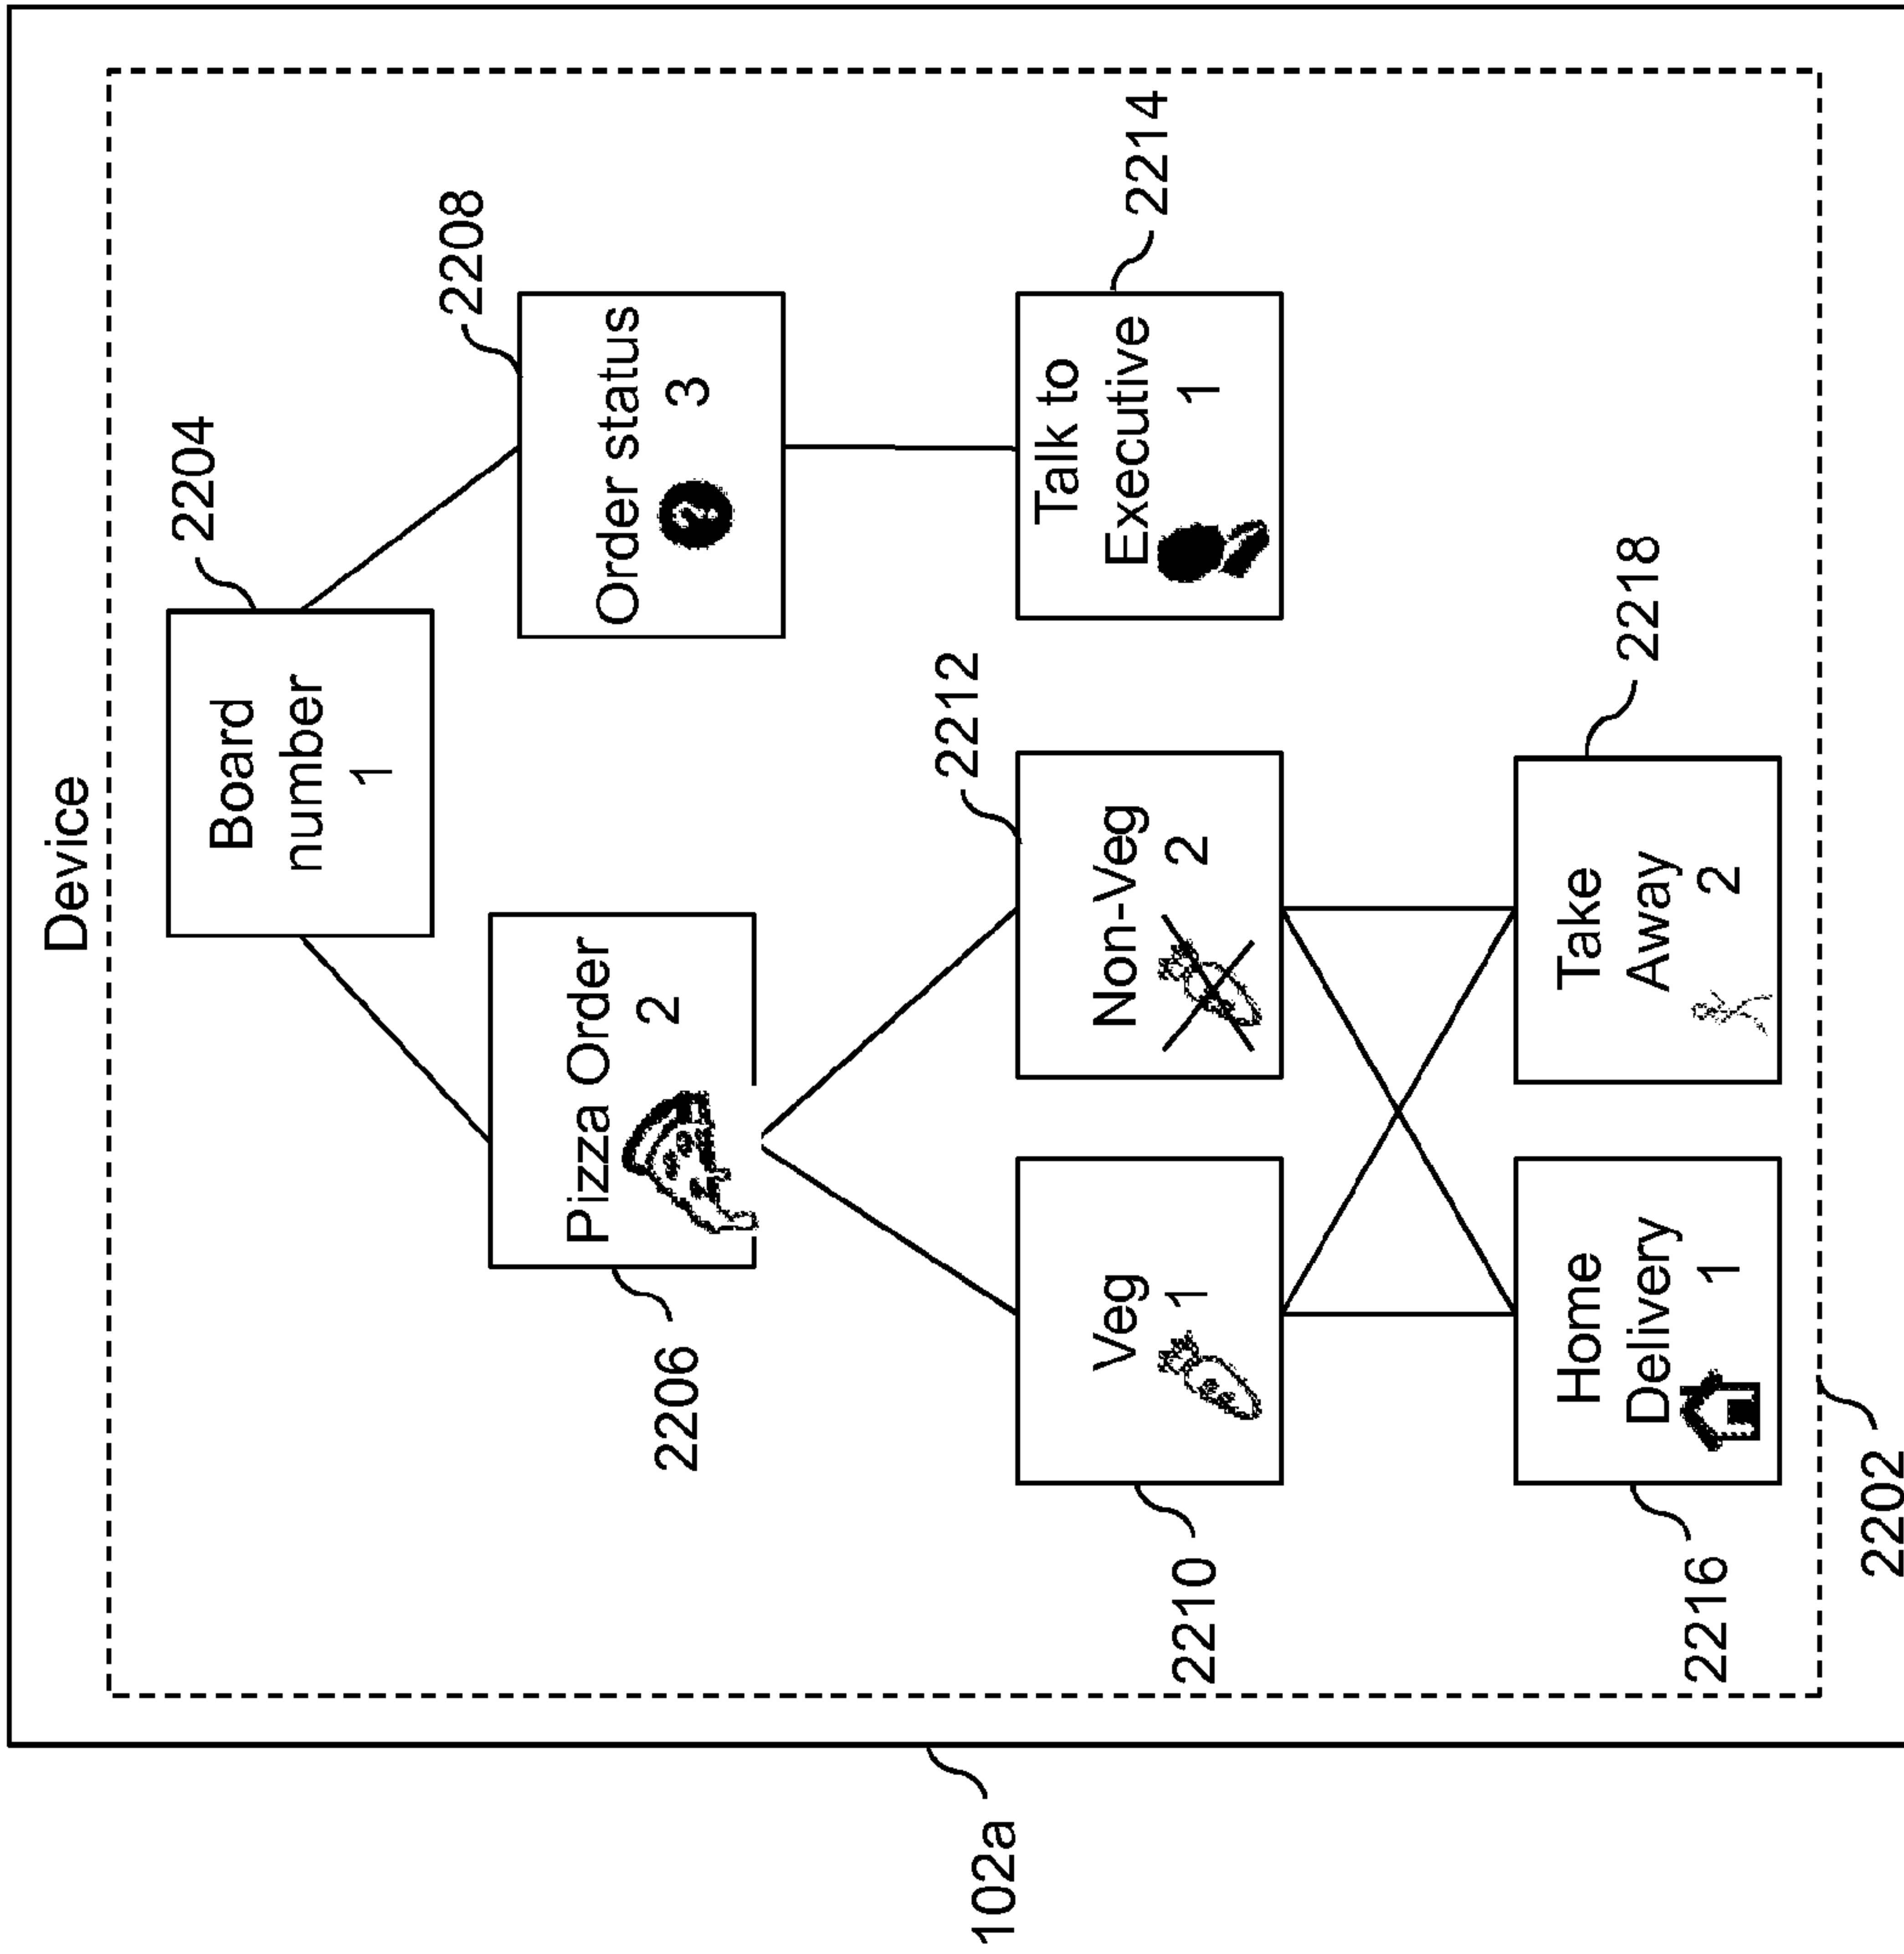 Device
2204
Board
number
1
2208
Order status
3
2206
Pizza Order
2
2214
Talk to
Executive
1
2212
Non-Veg
2
2210
Veg
1
2218
Take
Away
2
2216
Home
Delivery
1
2202
102a